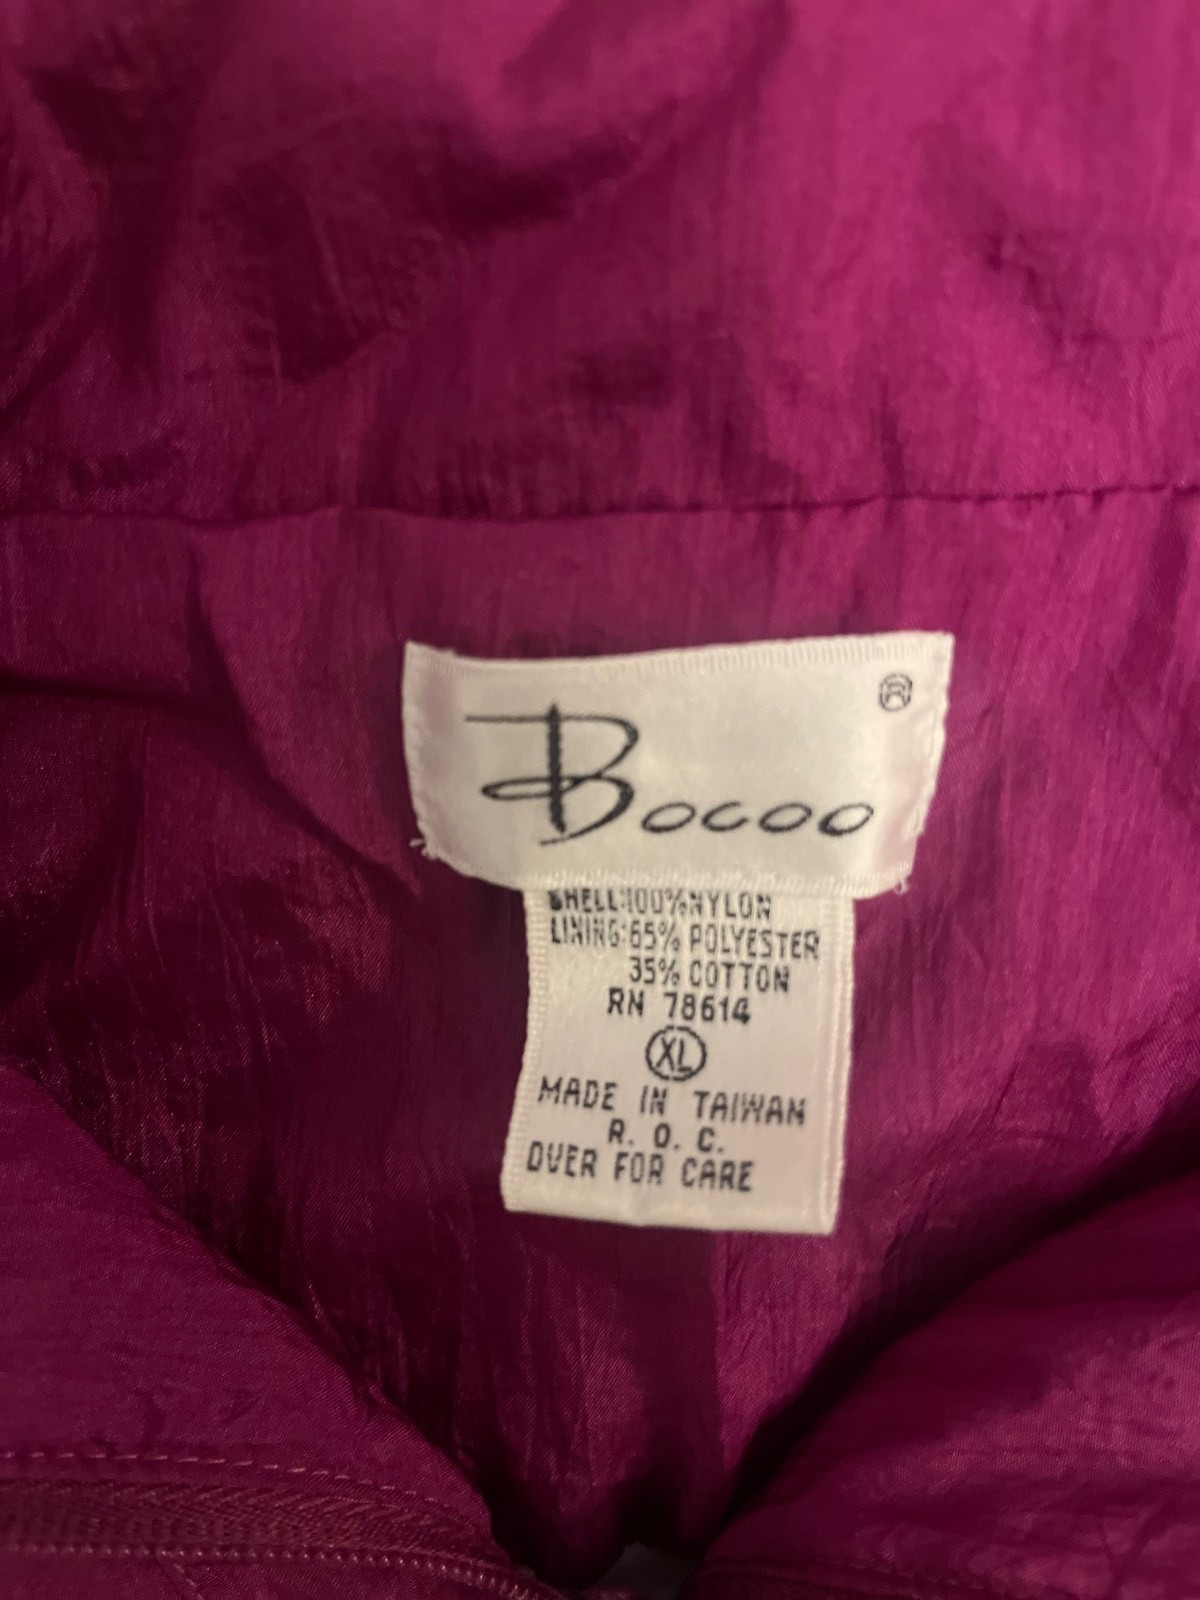 Bocoo ®
SHELL:100%NYLON
LINING:65% POLYESTER
35% COTTON
RN 78614
XL
MADE IN TAIWAN
R. O. C.
OVER FOR CARE